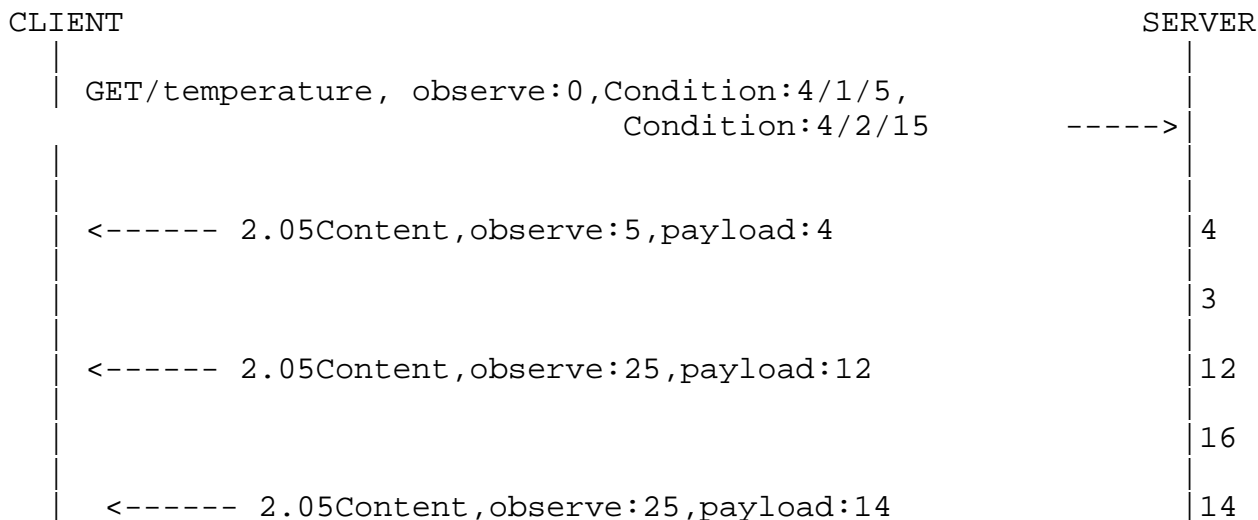 CLIENT SERVER
GET/temperature, observe:0,Condition:4/1/5,
Condition:4/2/15 ----->
<------ 2.05Content,observe:5,payload:4 4
3
<------ 2.05Content,observe:25,payload:12 12
16
<------ 2.05Content,observe:25,payload:14 14